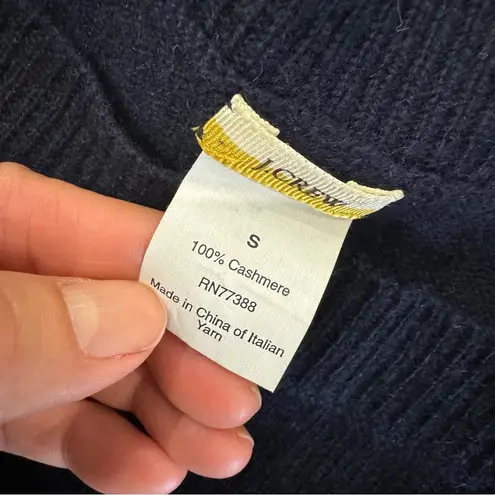 J.CREW
S
100% Cashmere
RN77388
Made in China of Italian
Yarn